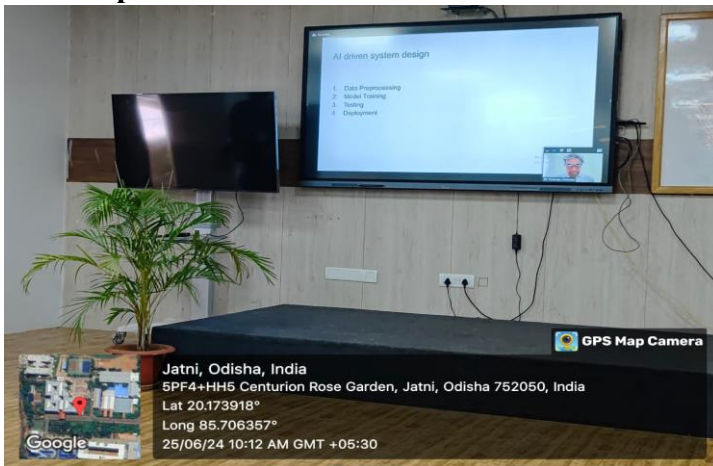 AI driven system design
1. Data Preprocessing
2. Model Training
3. Testing
4. Deployment
GPS Map Camera
Jatni, Odisha, India
5PF4+HH5 Centurion Rose Garden, Jatni, Odisha 752050, India
Lat 20.173918°
Long 85.706357°
25/06/24 10:12 AM GMT +05:30
Google